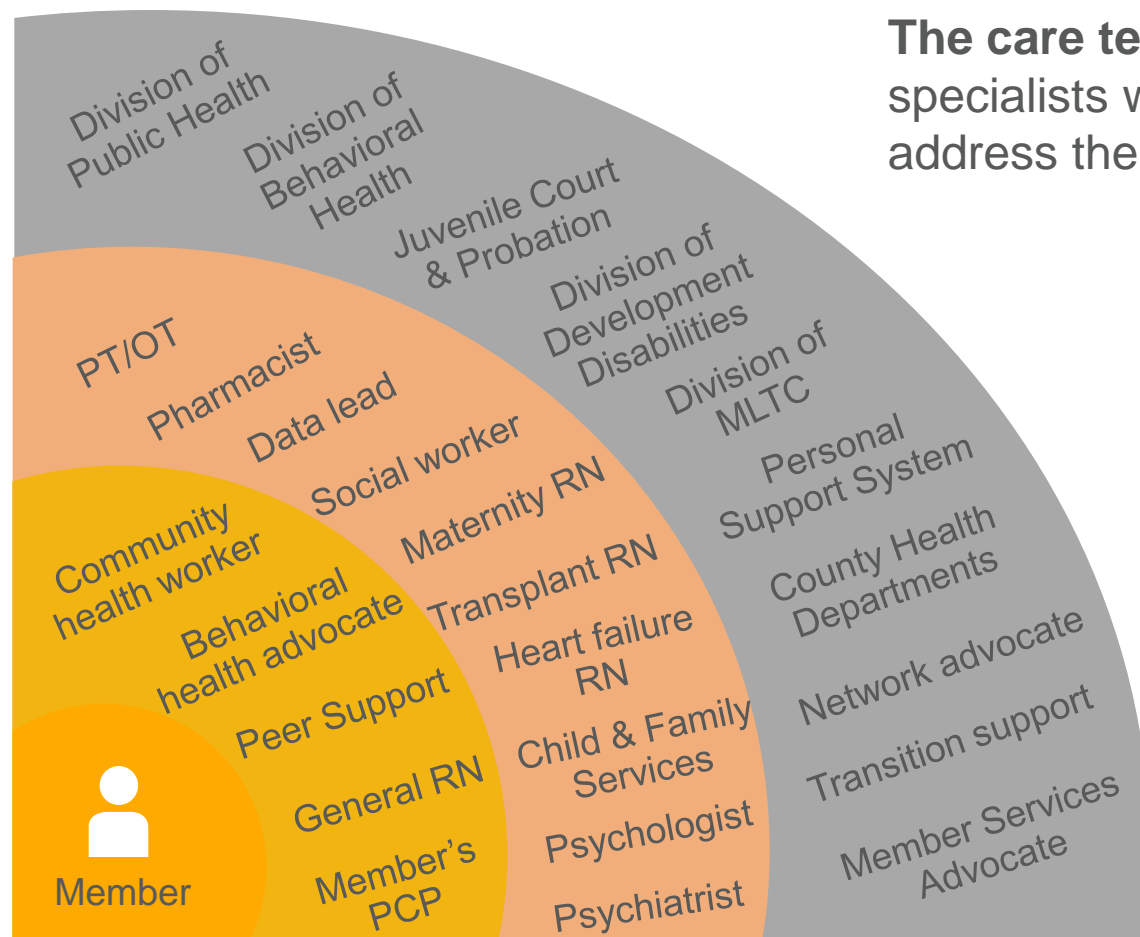 The care te
specialists w
address the
Division of
Public Health
Division of
Behavioral
Health
Juvenile Court
& Probation
Division of
Development
Disabilities
Division of
MLTC
Personal
Support System
County Health
Departments
Network advocate
Transition support
Member Services
Advocate
PT/OT
Pharmacist
Data lead
Social worker
Maternity RN
Transplant RN
Heart failure
RN
Child & Family
Services
Psychologist
Psychiatrist
Community
health worker
Behavioral
health advocate
Peer Support
General RN
Member’s
PCP
Member